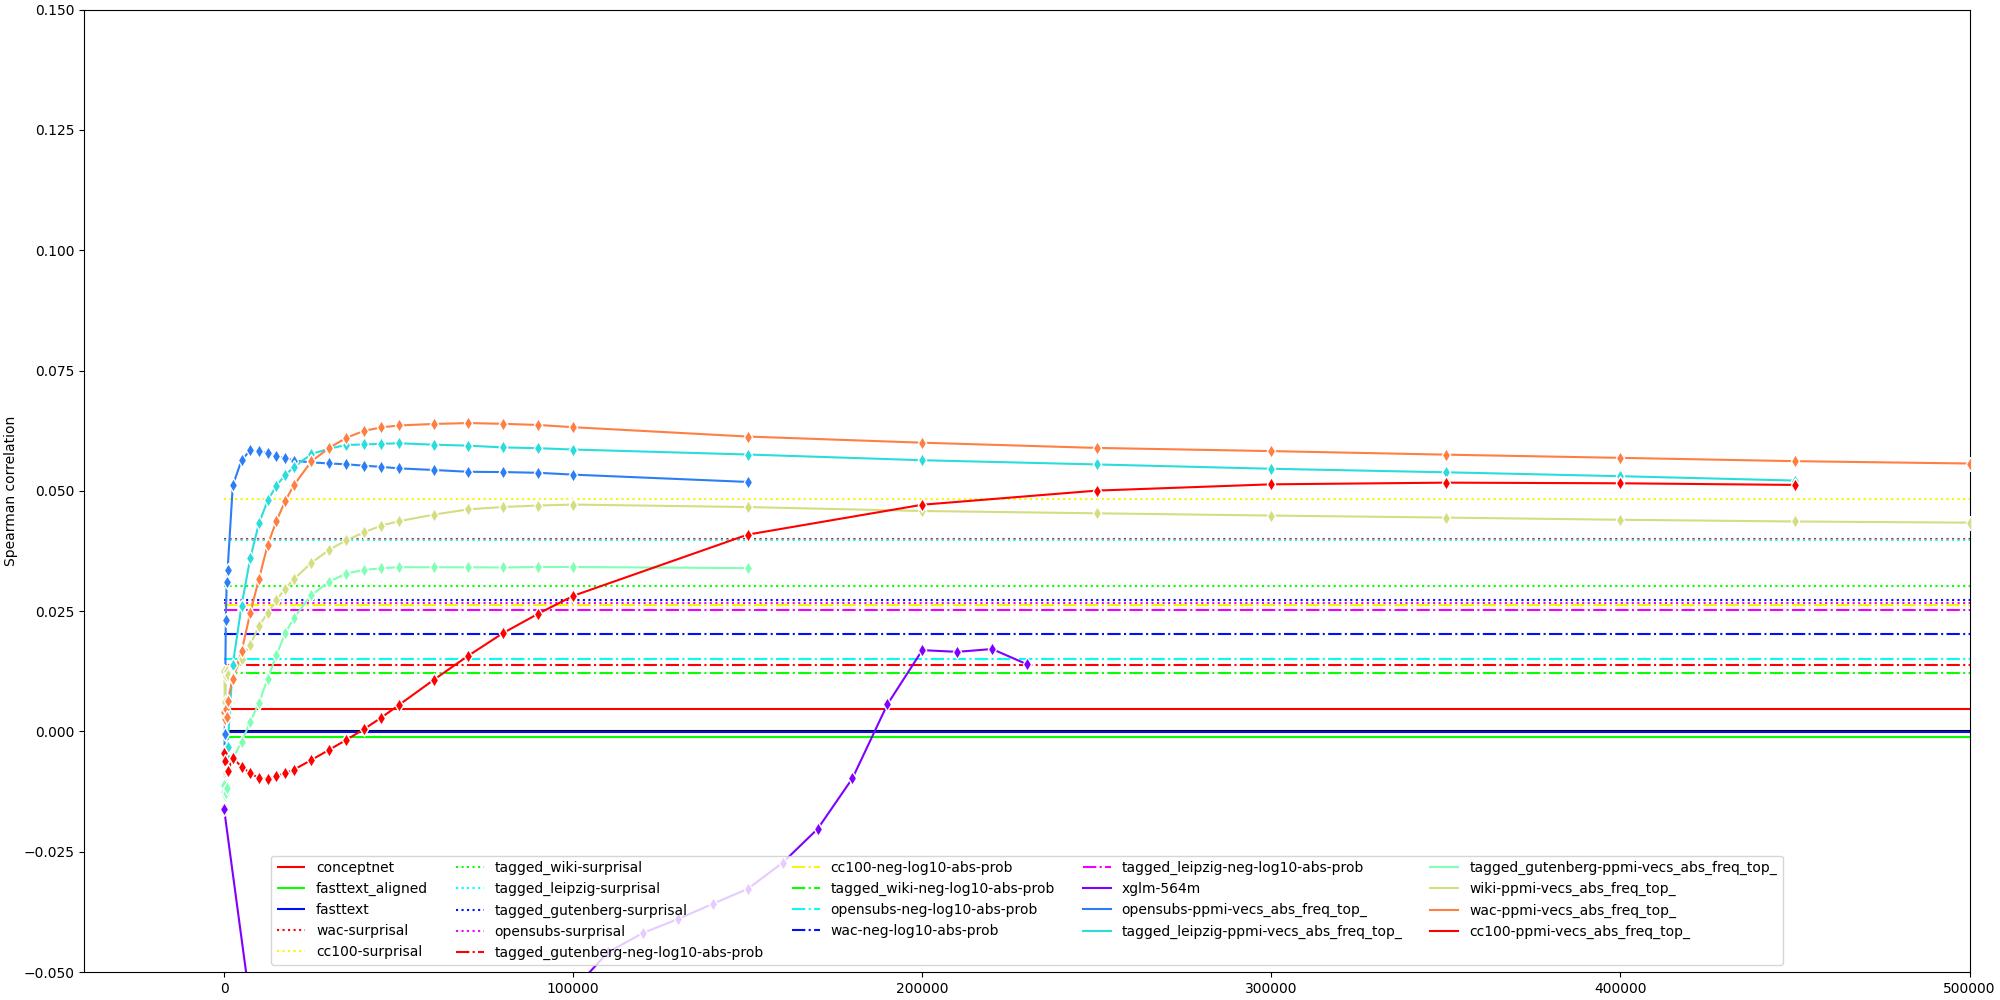 0.150
0.125
0.100
0.075
0.050
0.025
0.000
−0.025
−0.050
Spearman correlation
0
100000
200000
300000
400000
500000
conceptnet
fasttext_aligned
fasttext
wac-surprisal
cc100-surprisal
tagged_wiki-surprisal
tagged_leipzig-surprisal
tagged_gutenberg-surprisal
opensubs-surprisal
tagged_gutenberg-neg-log10-abs-prob
cc100-neg-log10-abs-prob
tagged_wiki-neg-log10-abs-prob
opensubs-neg-log10-abs-prob
wac-neg-log10-abs-prob
tagged_leipzig-neg-log10-abs-prob
xglm-564m
opensubs-ppmi-vecs_abs_freq_top_
tagged_leipzig-ppmi-vecs_abs_freq_top_
tagged_gutenberg-ppmi-vecs_abs_freq_top_
wiki-ppmi-vecs_abs_freq_top_
wac-ppmi-vecs_abs_freq_top_
cc100-ppmi-vecs_abs_freq_top_